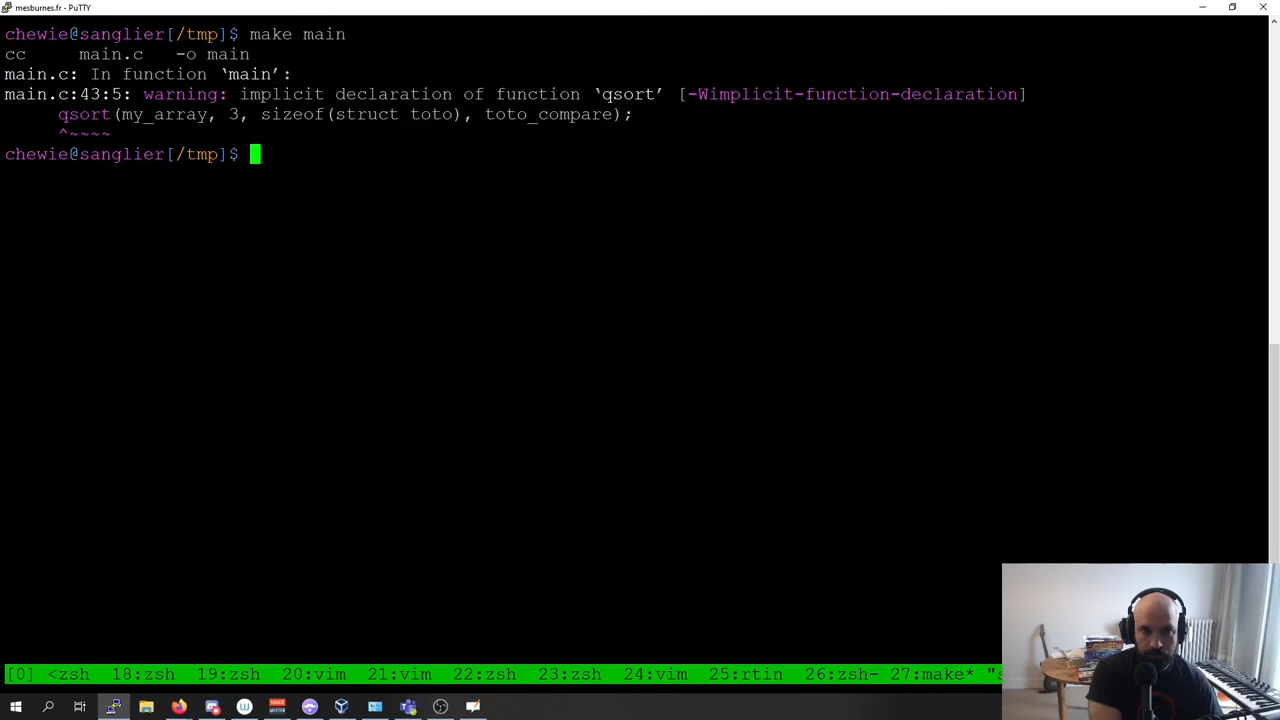 mesburnes.fr - PuTTY
chewie@sanglier[/tmp]$ make main
cc     main.c   -o main
main.c: In function ‘main’:
main.c:43:5: warning: implicit declaration of function ‘qsort’ [-Wimplicit-function-declaration]
     qsort(my_array, 3, sizeof(struct toto), toto_compare);
     ^~~~~
chewie@sanglier[/tmp]$
[0] <zsh  18:zsh  19:zsh  20:vim  21:vim  22:zsh  23:zsh  24:vim  25:rtin  26:zsh- 27:make* "s